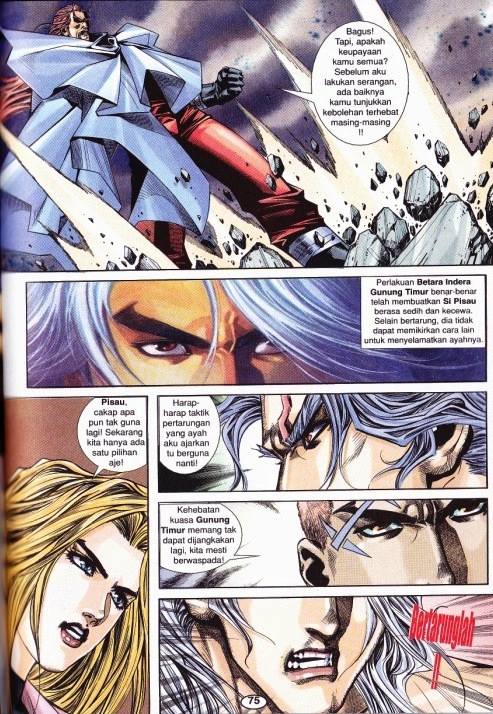 Bagus!
Tapi, apakah
keupayaan
kamu semua?
Sebelum aku
lakukan serangan,
ada baiknya
kamu tunjukkan
kebolehan terhebat
masing-masing
!!
Perlakuan Betara Indera
Gunung Timur benar-benar
telah membuatkan Si Pisau
berasa sedih dan kecewa.
Selain bertarung, dia tidak
dapat memikirkan cara lain
untuk menyelamatkan ayahnya.
Pisau,
cakap apa
pun tak guna
lagi! Sekarang
kita hanya ada
satu pilihan
aje!
Harap-
harap taktik
pertarungan
yang ayah
aku ajarkan
tu berguna
nanti!
Kehebatan
kuasa Gunung
Timur memang tak
dapat dijangkakan
lagi, kita mesti
berwaspada!
Bertarunglah
!!
75